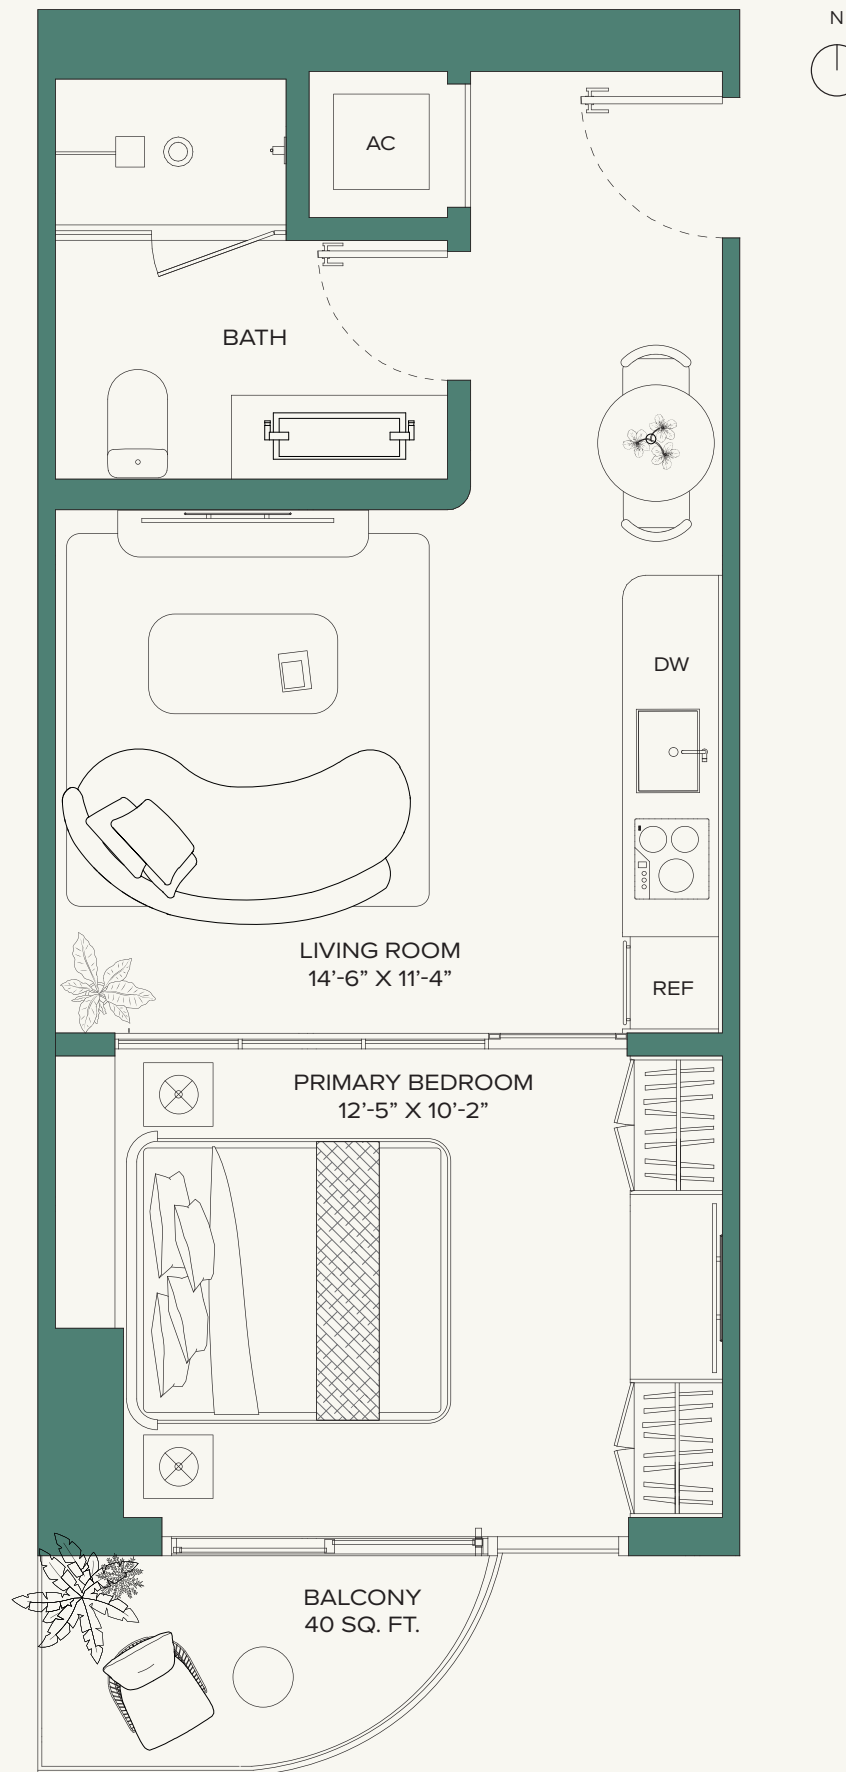 N
AC
BATH
DW
LIVING ROOM
14’-6” X 11’-4”
REF
PRIMARY BEDROOM
12’-5” X 10’-2”
BALCONY
40 SQ. FT.